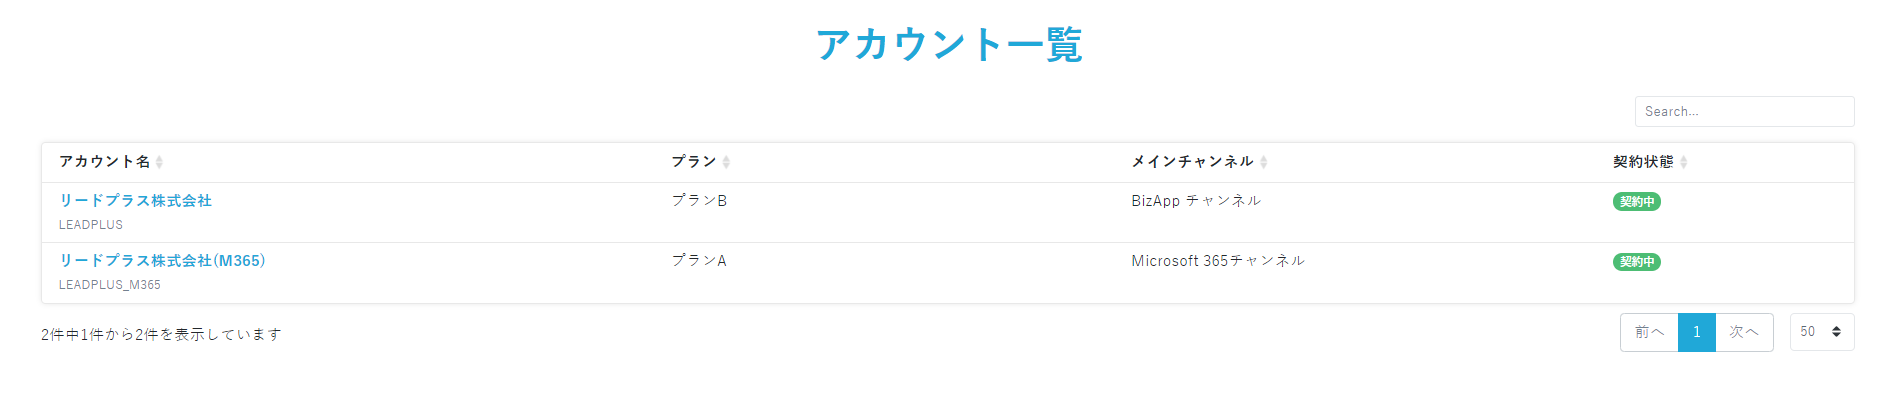 アカウント一覧
Search...
アカウント名 プラン メインチャンネル 契約状態
リードプラス株式会社 プランB BizApp チャンネル 契約中
LEADPLUS
リードプラス株式会社(M365) プランA Microsoft 365チャンネル 契約中
LEADPLUS_M365
2件中1件から2件を表示しています 前へ 1 次へ 50